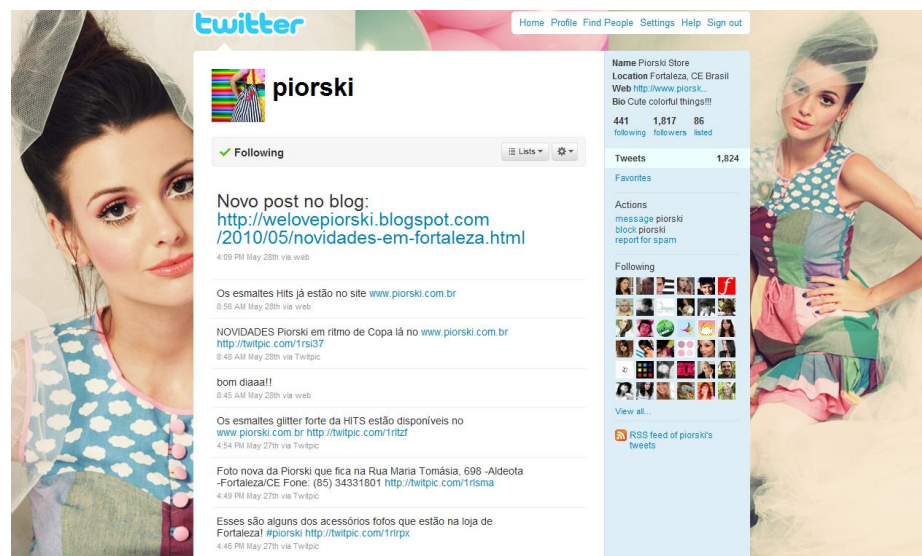 twitter
Home Profile Find People Settings Help Sign out
piorski
Following
Lists
Novo post no blog:
http://welovepiorski.blogspot.com
/2010/05/novidades-em-fortaleza.html
4:09 PM May 28th via web
Os esmaltes Hits já estão no site www.piorski.com.br
8:56 AM May 28th via web
NOVIDADES Piorski em ritmo de Copa lá no www.piorski.com.br
http://twitpic.com/1rsi37
8:48 AM May 28th via Twitpic
bom diaaa!!
8:45 AM May 28th via web
Os esmaltes glitter forte da HITS estão disponíveis no
www.piorski.com.br http://twitpic.com/1rltzf
4:54 PM May 27th via Twitpic
Foto nova da Piorski que fica na Rua Maria Tomásia, 698 -Aldeota
-Fortaleza/CE Fone: (85) 34331801 http://twitpic.com/1rlsma
4:49 PM May 27th via Twitpic
Esses são alguns dos acessórios fofos que estão na loja de
Fortaleza! #piorski http://twitpic.com/1rlrpx
4:46 PM May 27th via Twitpic
Name Piorski Store
Location Fortaleza, CE Brasil
Web http://www.piorsk...
Bio Cute colorful things!!!
441 1,817 86
following followers listed
Tweets 1,824
Favorites
Actions
message piorski
block piorski
report for spam
Following
View all...
RSS feed of piorski's
tweets